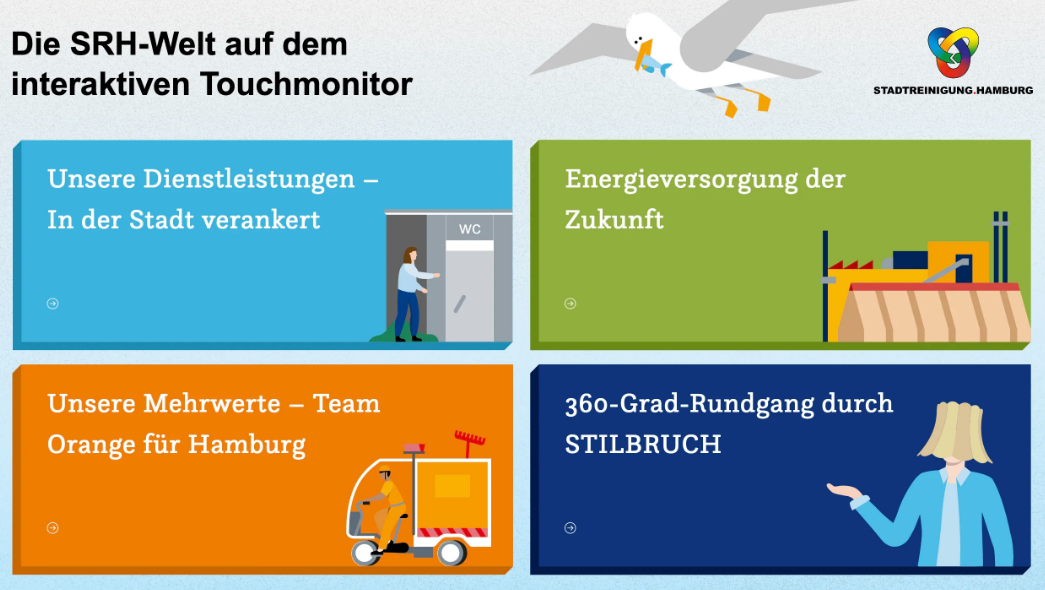 Die SRH-Welt auf dem
interaktiven Touchmonitor
STADTREINIGUNG.HAMBURG
Unsere Dienstleistungen –
In der Stadt verankert
WC
Energieversorgung der
Zukunft
Unsere Mehrwerte – Team
Orange für Hamburg
360-Grad-Rundgang durch
STILBRUCH